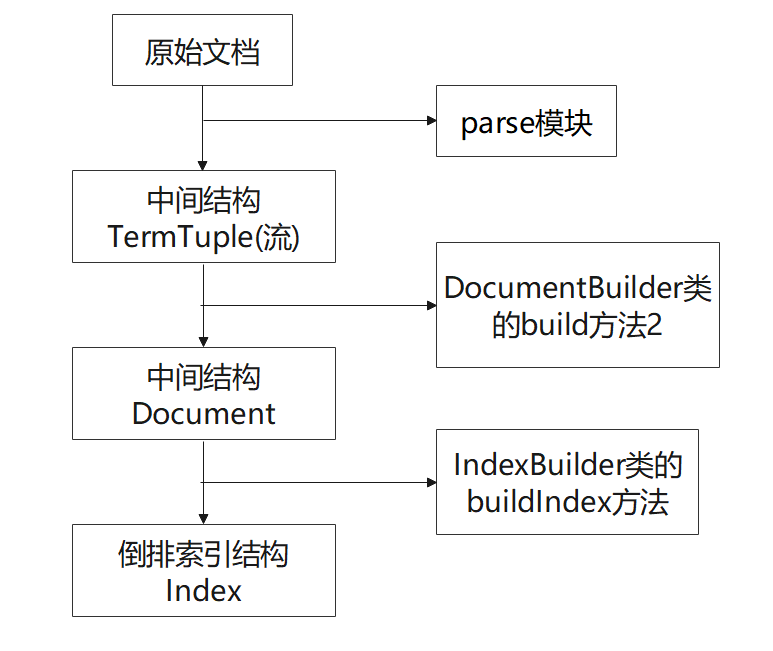 原始文档
parse模块
中间结构
TermTuple(流)
DocumentBuilder类
的build方法2
中间结构
Document
IndexBuilder类的
buildIndex方法
倒排索引结构
Index